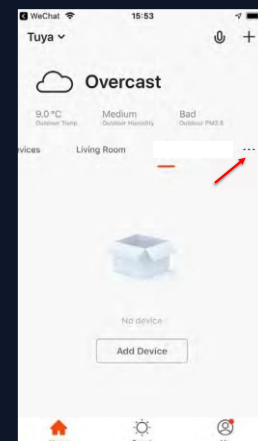 WeChat 15:53
Tuya
Overcast
9.0 °C Medium Bad
Outdoor Temp. Outdoor Humidity Outdoor PM2.5
evices Living Room ...
No device
Add Device